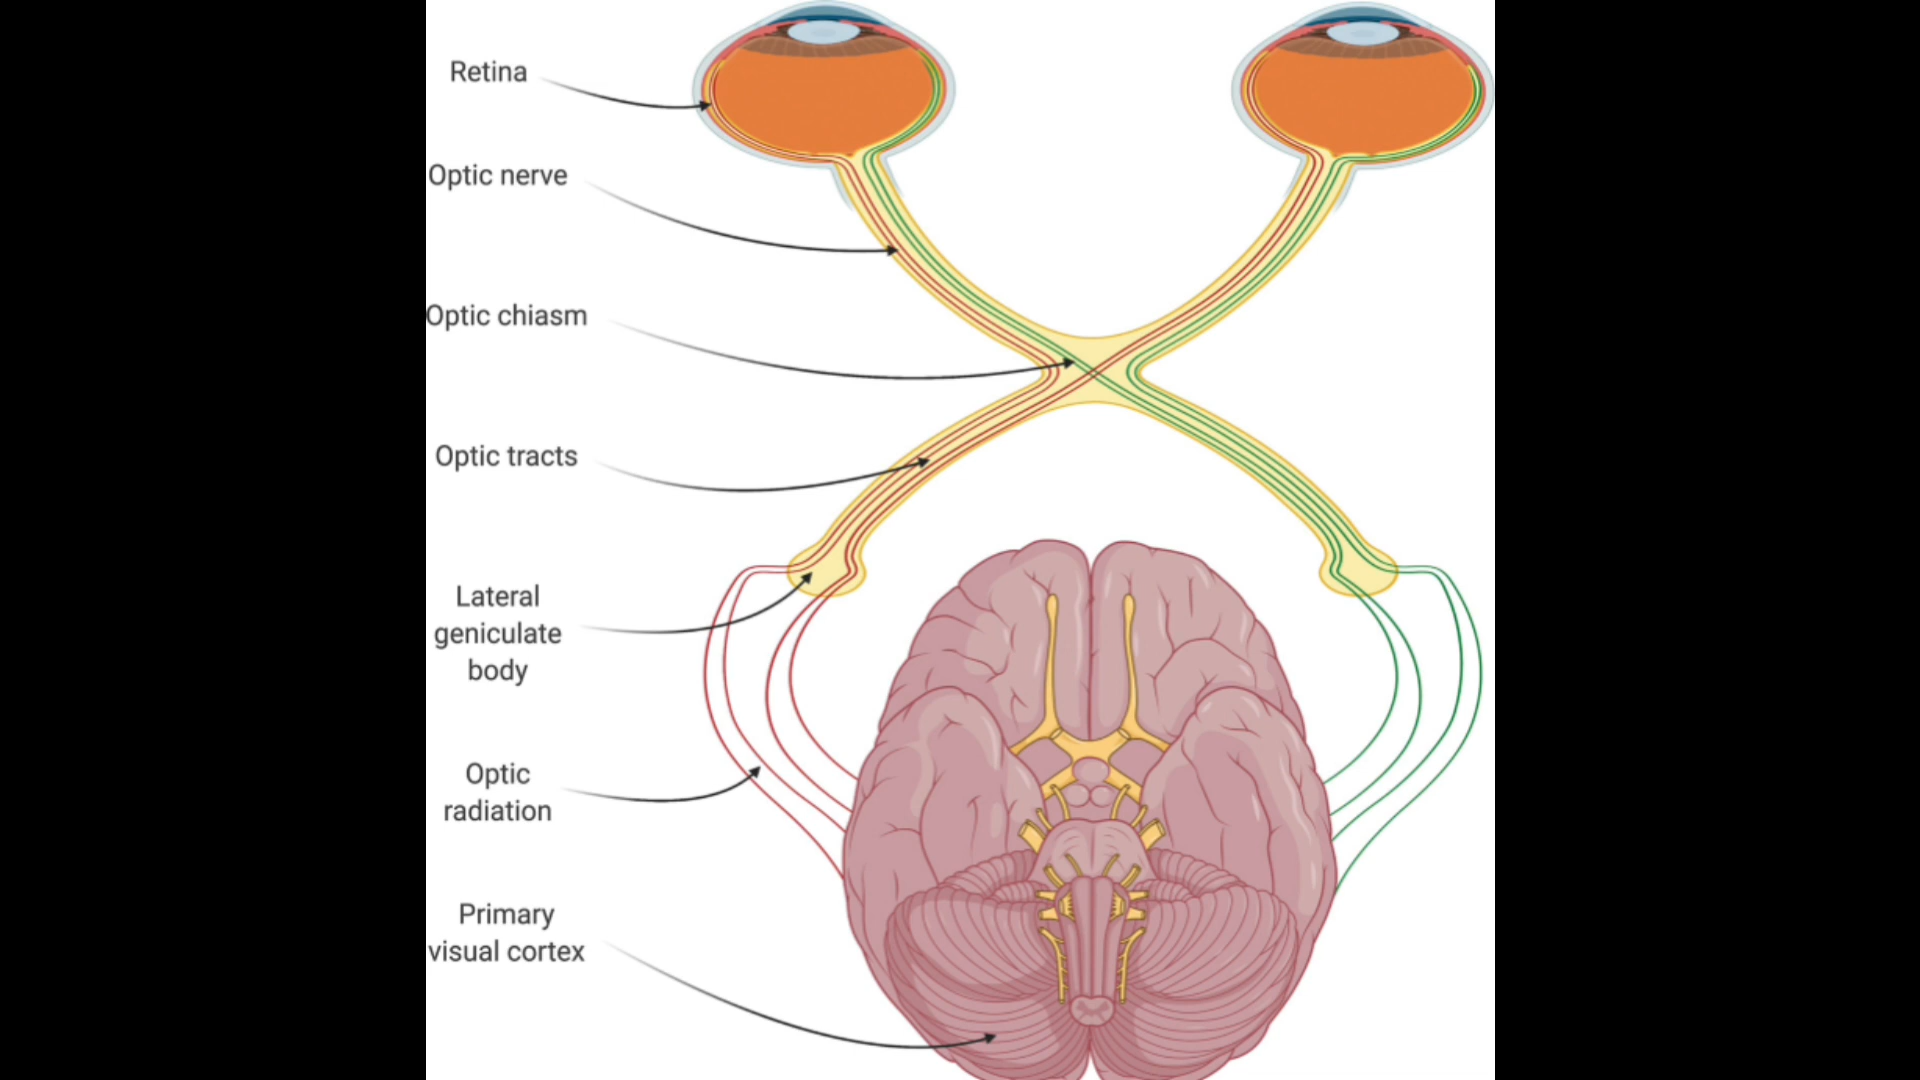 Retina
Optic nerve
Optic chiasm
Optic tracts
Lateral
geniculate
body
Optic
radiation
Primary
visual cortex